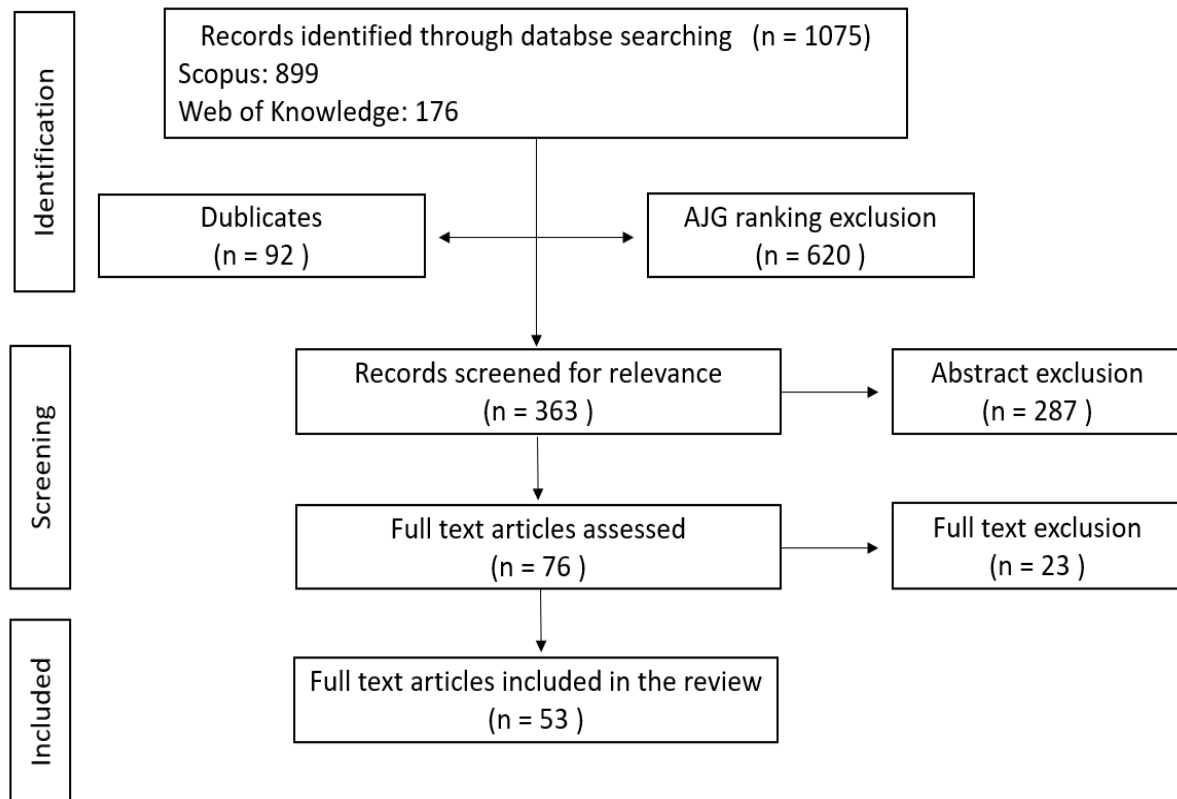 Identification
Records identified through databse searching (n = 1075)
Scopus: 899
Web of Knowledge: 176
Dublicates
(n = 92 )
AJG ranking exclusion
(n = 620 )
Screening
Records screened for relevance
(n = 363 )
Abstract exclusion
(n = 287 )
Full text articles assessed
(n = 76 )
Full text exclusion
(n = 23 )
Included
Full text articles included in the review
(n = 53 )